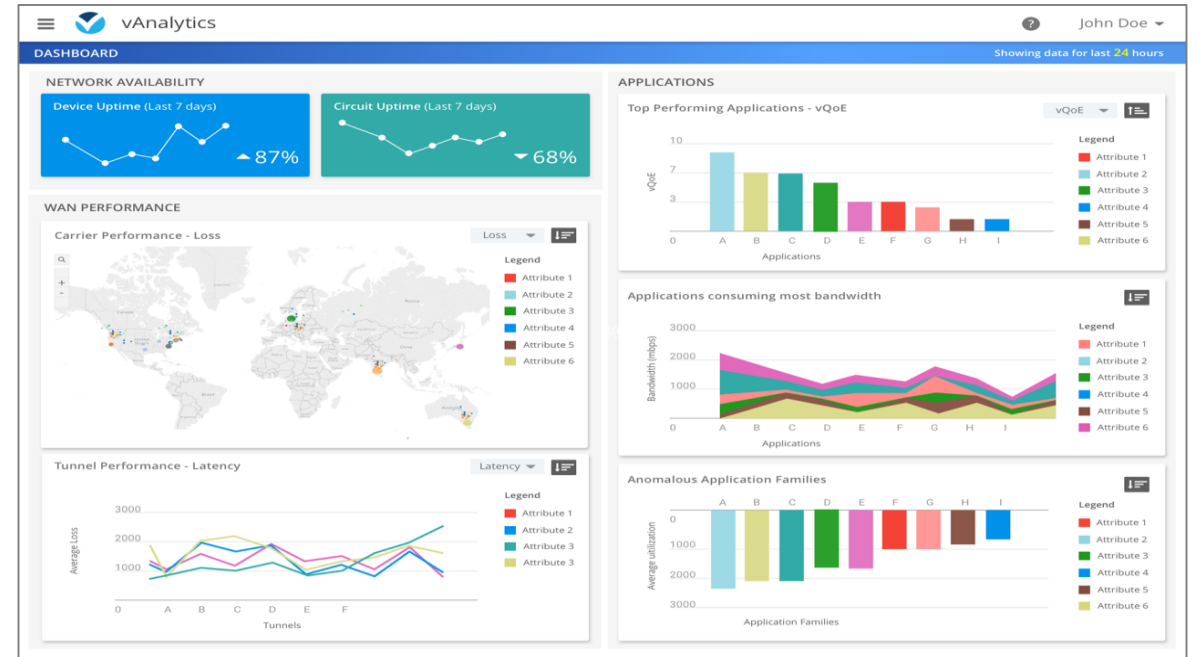 vAnalytics
? John Doe
DASHBOARD
Showing data for last 24 hours
NETWORK AVAILABILITY
Device Uptime (Last 7 days)
87%
Circuit Uptime (Last 7 days)
68%
WAN PERFORMANCE
Carrier Performance - Loss
Loss
+
-
Legend
Attribute 1
Attribute 2
Attribute 3
Attribute 4
Attribute 5
Attribute 6
Tunnel Performance - Latency
Latency
Legend
Attribute 1
Attribute 2
Attribute 3
Attribute 3
Average Loss
3000
2000
1000
0 A B C D E F
Tunnels
APPLICATIONS
Top Performing Applications - vQoE
vQoE
Legend
Attribute 1
Attribute 2
Attribute 3
Attribute 4
Attribute 5
Attribute 6
vQoE
10
7
3
0 A B C D E F G H I
Applications
Applications consuming most bandwidth
Legend
Attribute 1
Attribute 2
Attribute 3
Attribute 4
Attribute 5
Attribute 6
Bandwidth (mbps)
3000
2000
1000
0 A B C D E F G H I
Applications
Anomalous Application Families
Legend
Attribute 1
Attribute 2
Attribute 3
Attribute 4
Attribute 5
Attribute 6
A B C D E F G H I
Average
0
1000
2000
3000
Application Families